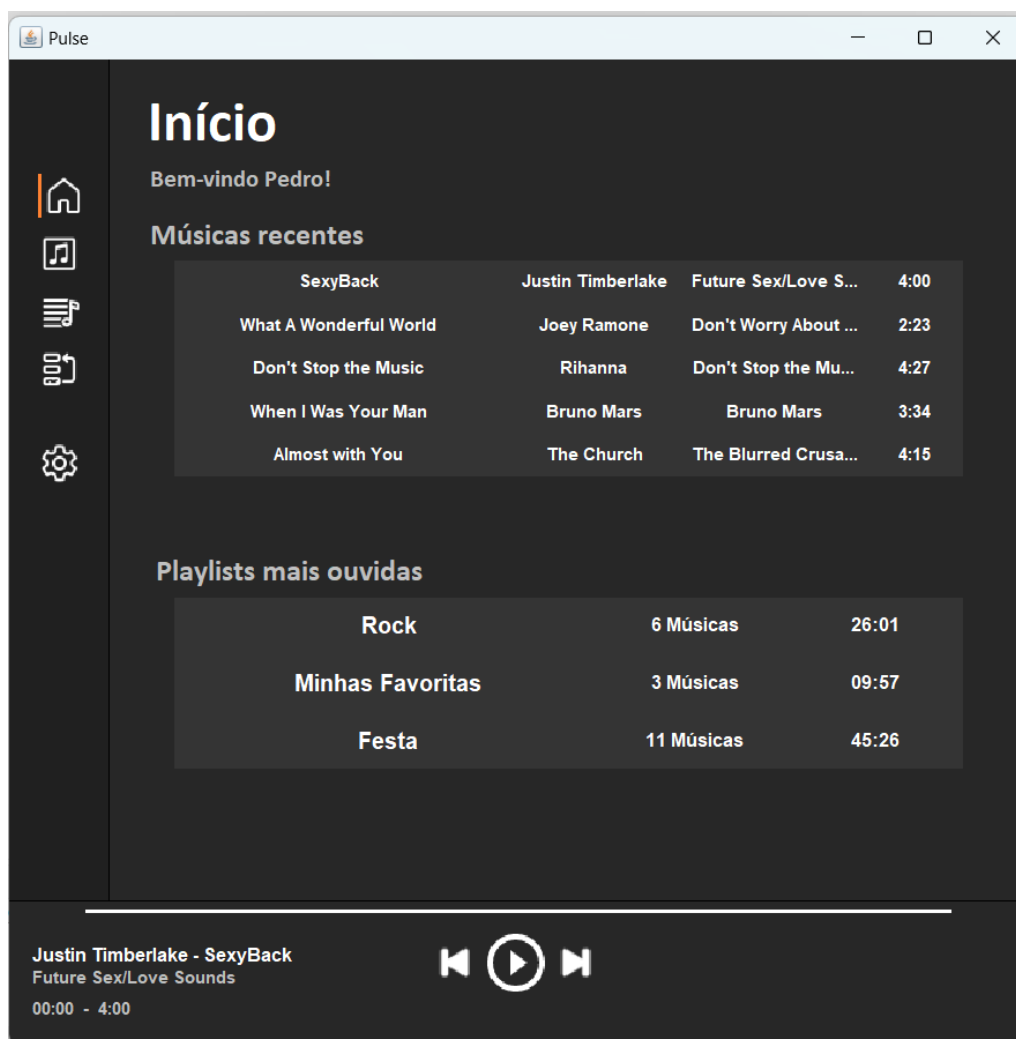 Pulse
Início
Bem-vindo Pedro!
Músicas recentes
SexyBack Justin Timberlake Future Sex/Love S... 4:00
What A Wonderful World Joey Ramone Don't Worry About ... 2:23
Don't Stop the Music Rihanna Don't Stop the Mu... 4:27
When I Was Your Man Bruno Mars Bruno Mars 3:34
Almost with You The Church The Blurred Crusa... 4:15
Playlists mais ouvidas
Rock 6 Músicas 26:01
Minhas Favoritas 3 Músicas 09:57
Festa 11 Músicas 45:26
Justin Timberlake - SexyBack
Future Sex/Love Sounds
00:00 - 4:00